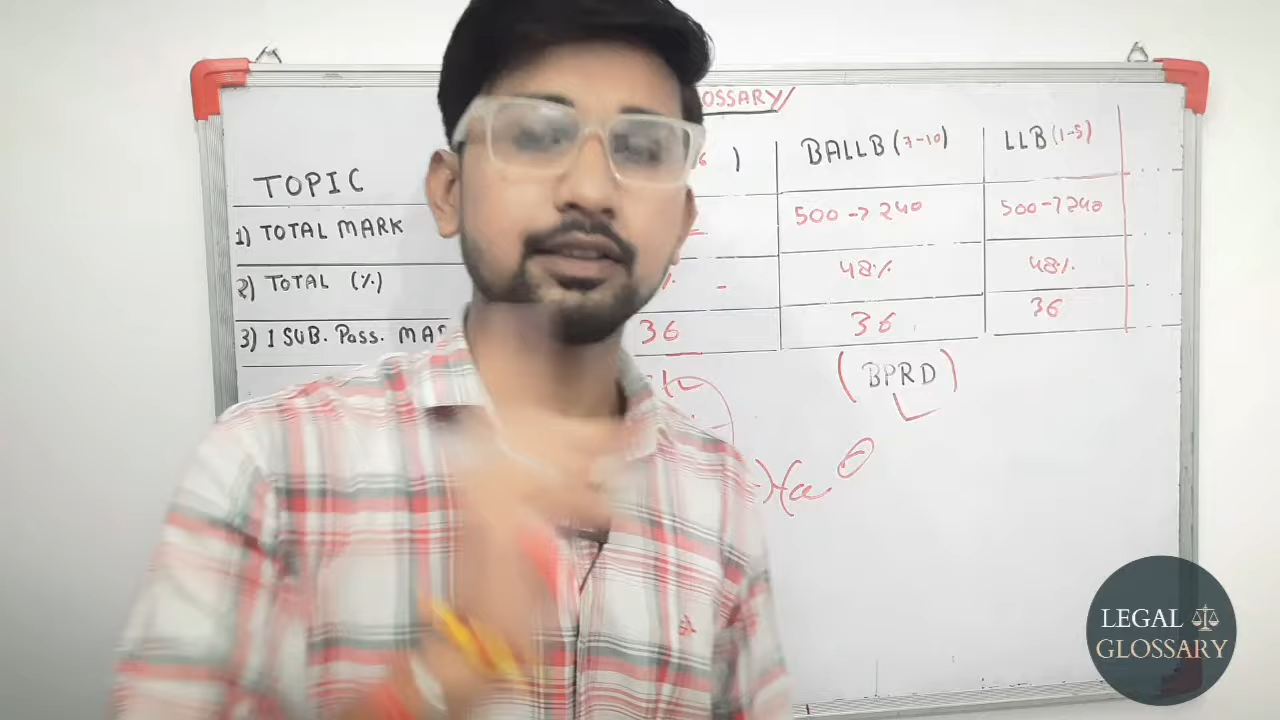 OSSARY/
TOPIC 6 ) BALLB (7-10) LLB (1-5)
1) TOTAL MARK 500 → 240 500 → 240
2) TOTAL (%) % - 48% 48%
3) 1 SUB. Pass. MA 36 36 36
(BPRD)
LEGAL
GLOSSARY